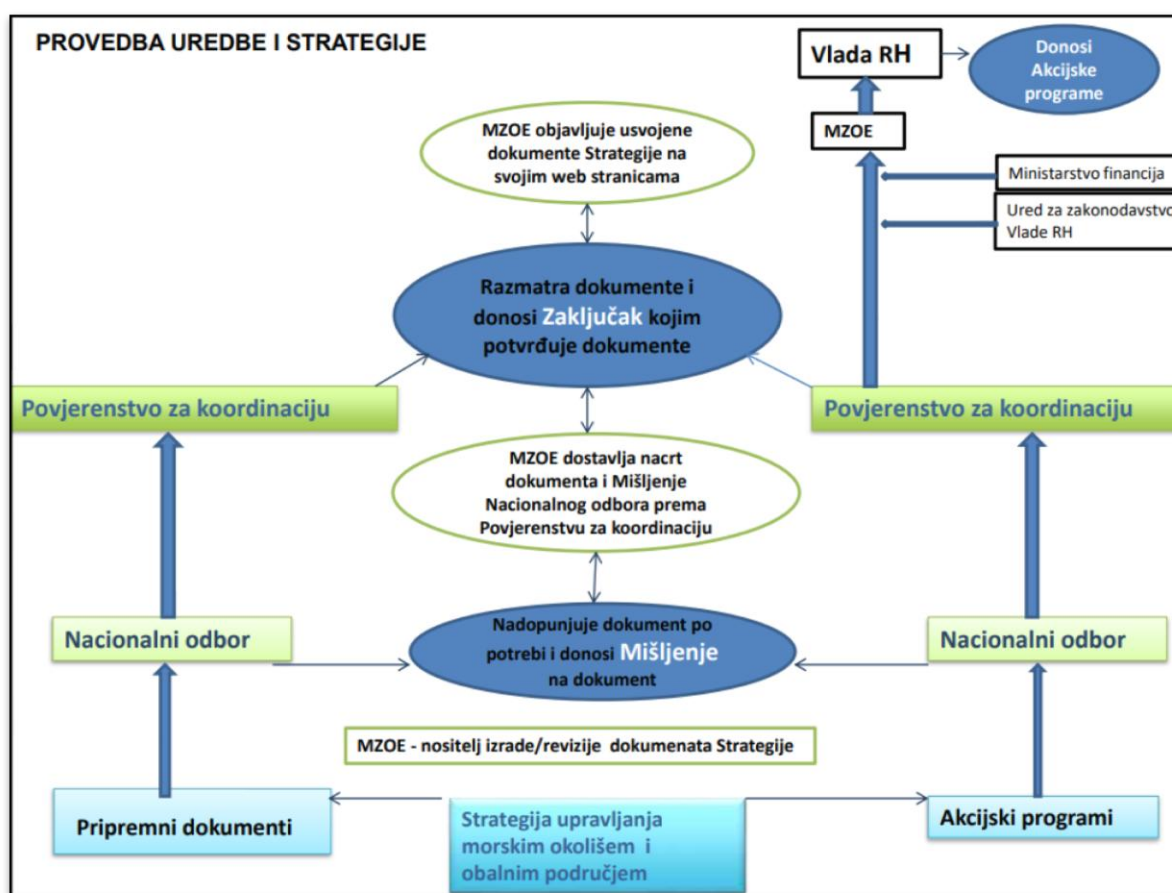 PROVEDBA UREDBE I STRATEGIJE
Vlada RH
Donosi
Akcijske
programe
MZOE
MZOE objavljuje usvojene
dokumente Strategije na
svojim web stranicama
Ministarstvo financija
Ured za zakonodavstvo
Vlade RH
Razmatra dokumente i
donosi Zaključak kojim
potvrđuje dokumente
Povjerenstvo za koordinaciju
Povjerenstvo za koordinaciju
MZOE dostavlja nacrt
dokumenta i Mišljenje
Nacionalnog odbora prema
Povjerenstvu za koordinaciju
Nacionalni odbor
Nadopunjuje dokument po
potrebi i donosi Mišljenje
na dokument
Nacionalni odbor
MZOE - nositelj izrade/revizije dokumenata Strategije
Pripremni dokumenti
Strategija upravljanja
morskim okolišem i
obalnim područjem
Akcijski programi